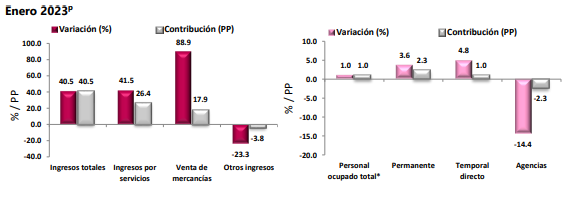 Enero 2023ᵖ
Variación (%) Contribución (PP)
% / PP
100.0
80.0
60.0
40.0
20.0
0.0
-20.0
-40.0
40.5 40.5
41.5
26.4
88.9
17.9
-23.3
-3.8
Ingresos totales
Ingresos por servicios
Venta de mercancías
Otros ingresos
Variación (%) Contribución (PP)
% / PP
10.0
5.0
0.0
-5.0
-10.0
-15.0
-20.0
1.0 1.0
3.6
2.3
4.8
1.0
-14.4
-2.3
Personal ocupado total*
Permanente
Temporal directo
Agencias